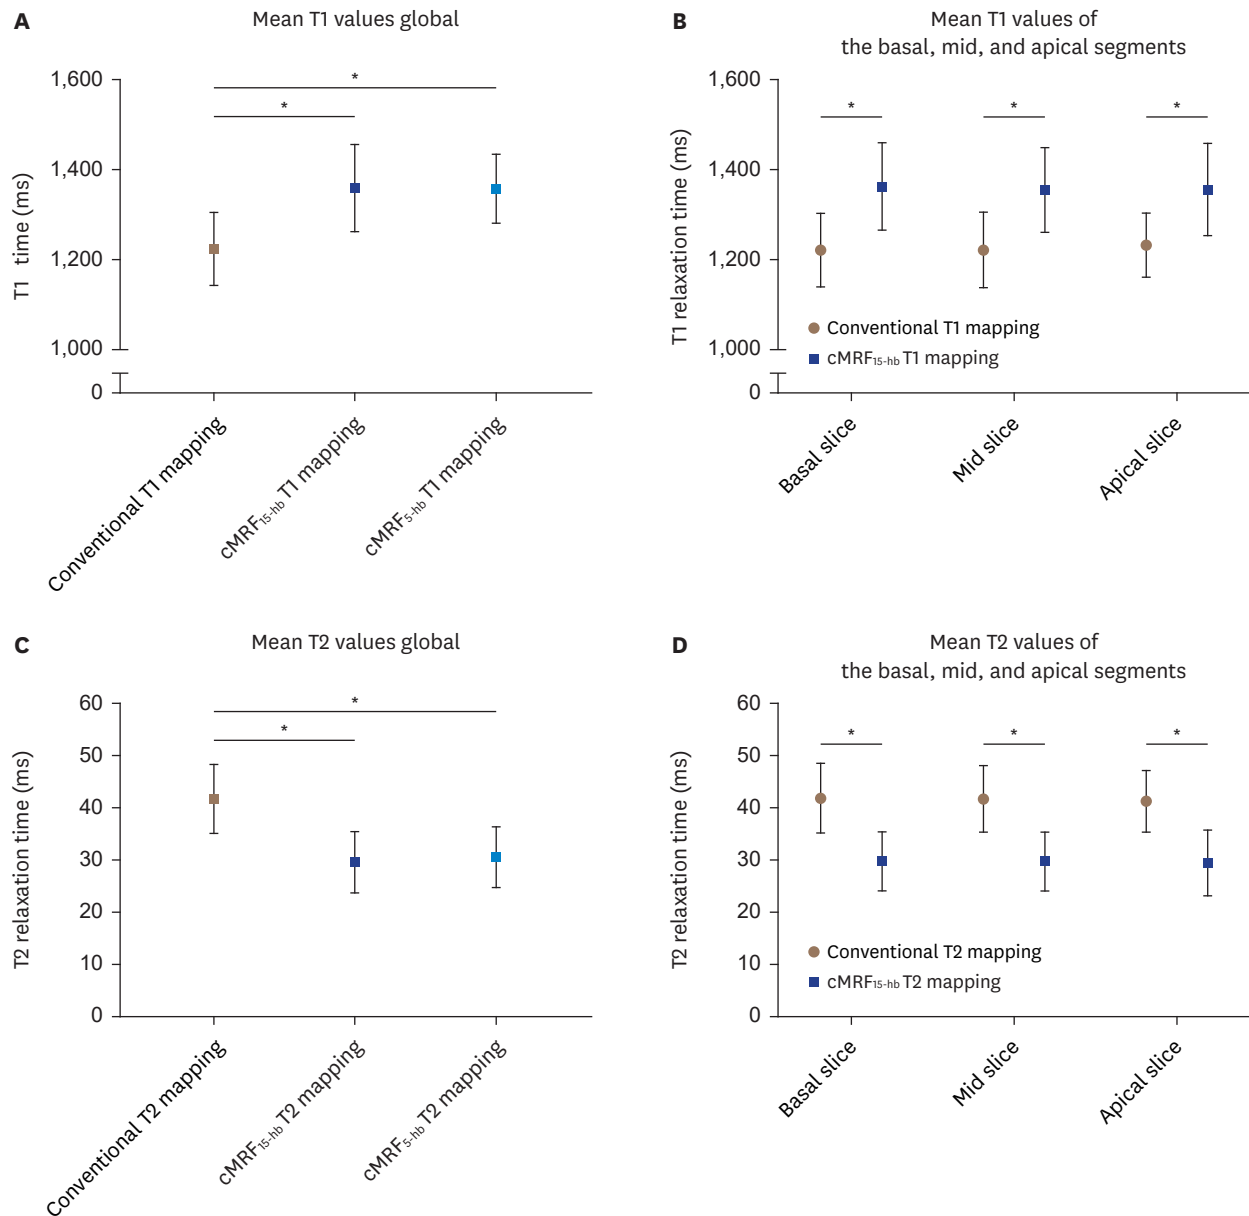 A
Mean T1 values global
1,600
1,400
1,200
1,000
0
T1 time (ms)
*
*
Conventional T1 mapping
cMRF15-hb T1 mapping
cMRF5-hb T1 mapping
B
Mean T1 values of
the basal, mid, and apical segments
1,600
1,400
1,200
1,000
0
T1 relaxation time (ms)
*
*
*
Conventional T1 mapping
cMRF15-hb T1 mapping
Basal slice
Mid slice
Apical slice
C
Mean T2 values global
60
50
40
30
20
10
0
T2 relaxation time (ms)
*
*
Conventional T2 mapping
cMRF15-hb T2 mapping
cMRF5-hb T2 mapping
D
Mean T2 values of
the basal, mid, and apical segments
60
50
40
30
20
10
0
T2 relaxation time (ms)
*
*
*
Conventional T2 mapping
cMRF15-hb T2 mapping
Basal slice
Mid slice
Apical slice